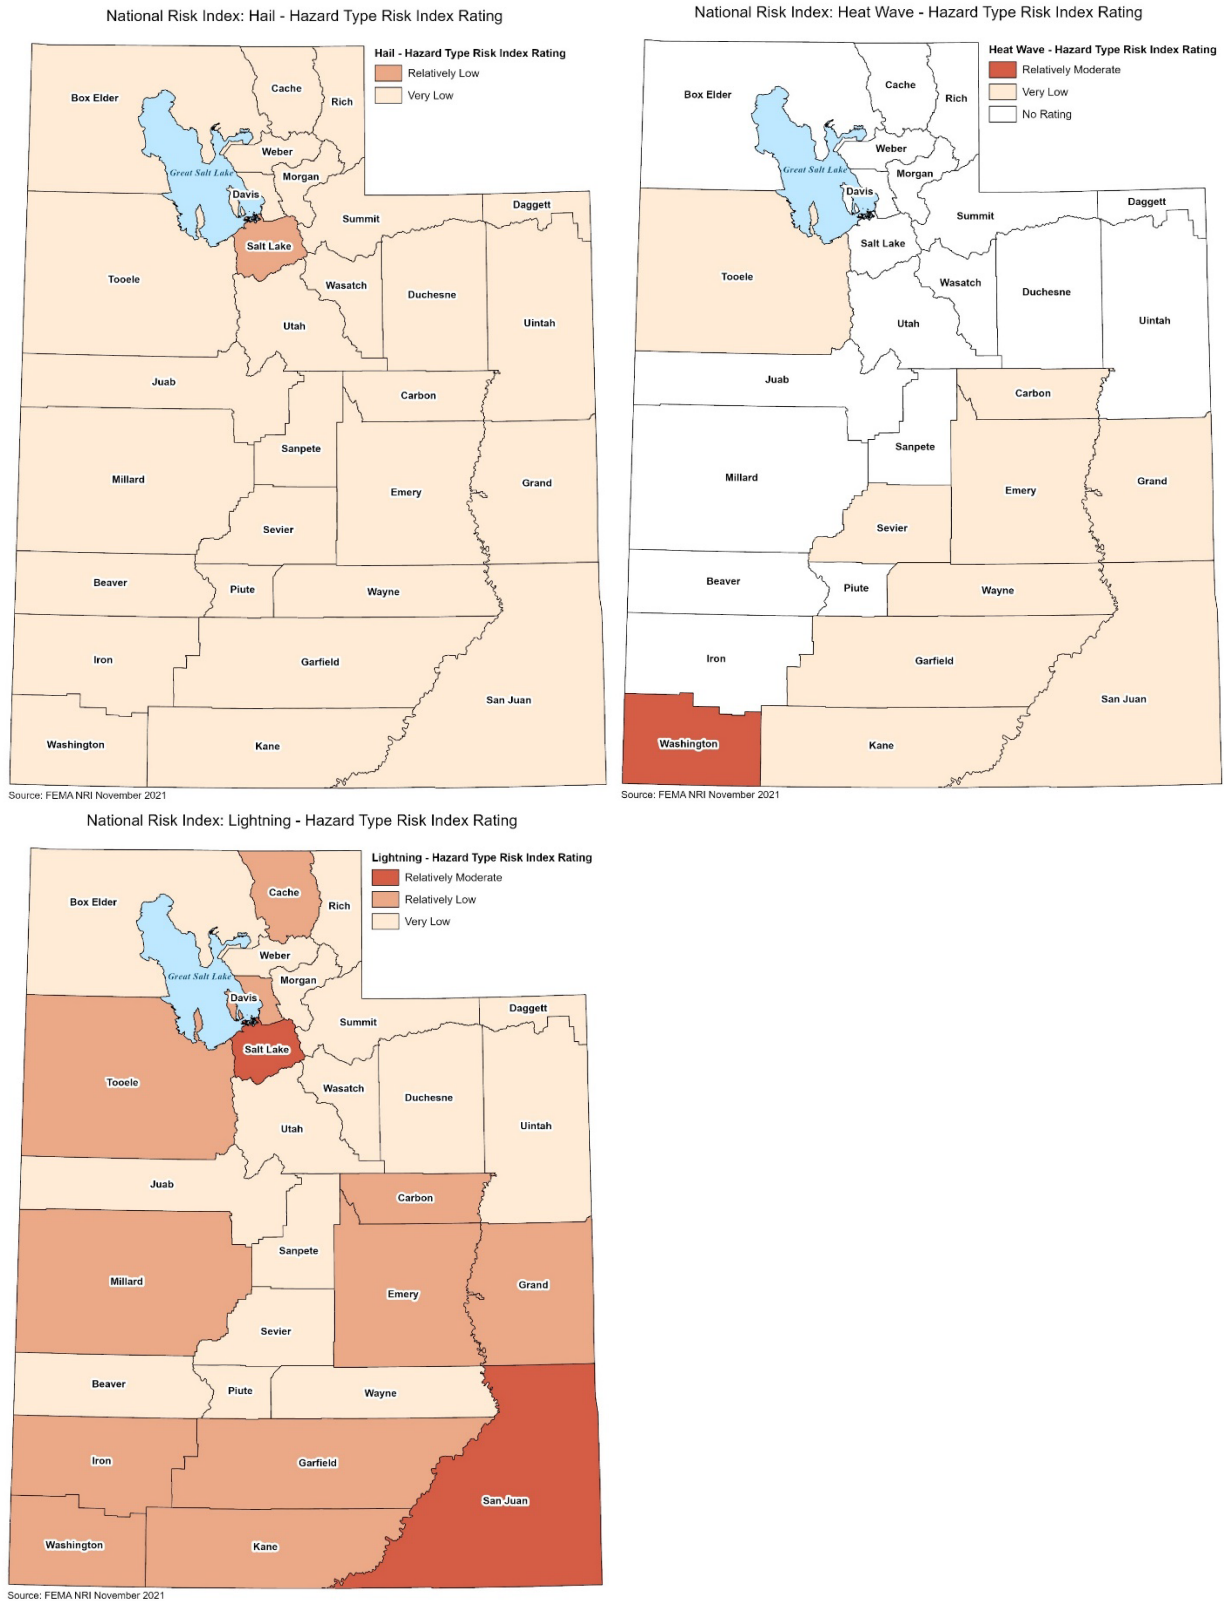 National Risk Index: Hail - Hazard Type Risk Index Rating
Hail - Hazard Type Risk Index Rating
Relatively Low
Very Low
Box Elder
Cache
Rich
Weber
Great Salt Lake
Morgan
Davis
Daggett
Summit
Salt Lake
Tooele
Wasatch
Duchesne
Uintah
Utah
Juab
Carbon
Sanpete
Millard
Emery
Grand
Sevier
Beaver
Piute
Wayne
Iron
Garfield
San Juan
Washington
Kane
Source: FEMA NRI November 2021
National Risk Index: Heat Wave - Hazard Type Risk Index Rating
Heat Wave - Hazard Type Risk Index Rating
Relatively Moderate
Very Low
No Rating
Box Elder
Cache
Rich
Weber
Great Salt Lake
Morgan
Davis
Daggett
Summit
Salt Lake
Tooele
Wasatch
Duchesne
Uintah
Utah
Juab
Carbon
Sanpete
Millard
Emery
Grand
Sevier
Beaver
Piute
Wayne
Iron
Garfield
San Juan
Washington
Kane
Source: FEMA NRI November 2021
National Risk Index: Lightning - Hazard Type Risk Index Rating
Lightning - Hazard Type Risk Index Rating
Relatively Moderate
Relatively Low
Very Low
Box Elder
Cache
Rich
Weber
Great Salt Lake
Morgan
Davis
Daggett
Summit
Salt Lake
Tooele
Wasatch
Duchesne
Uintah
Utah
Juab
Carbon
Sanpete
Millard
Emery
Grand
Sevier
Beaver
Piute
Wayne
Iron
Garfield
San Juan
Washington
Kane
Source: FEMA NRI November 2021